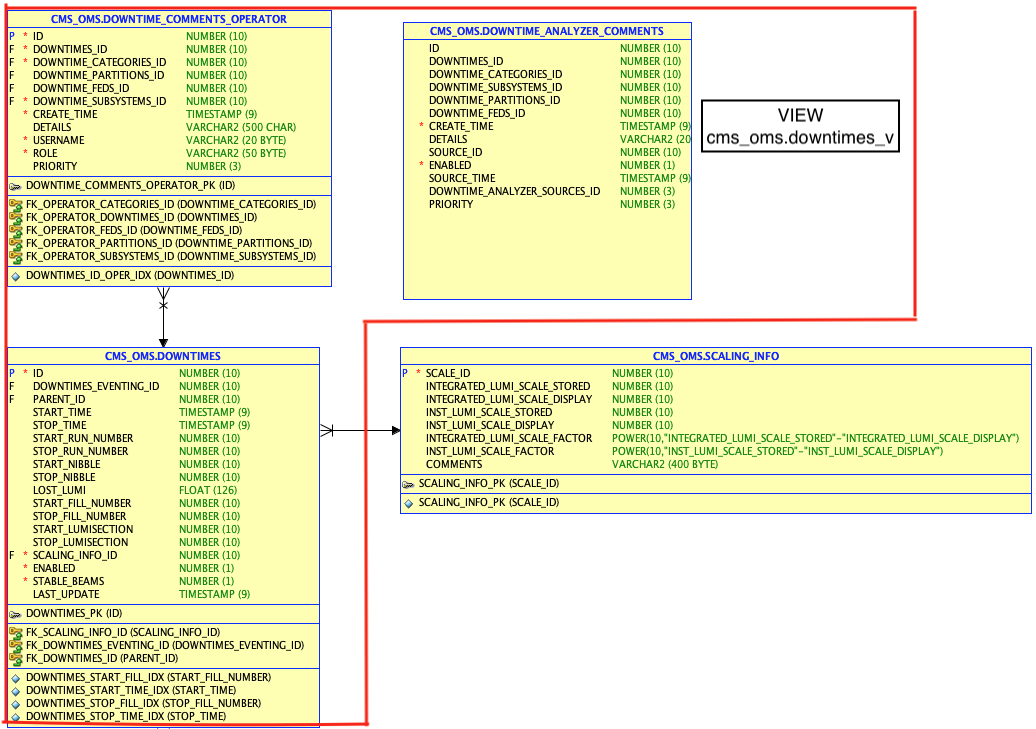 CMS_OMS.DOWNTIME_COMMENTS_OPERATOR
P * ID NUMBER (10)
F * DOWNTIMES_ID NUMBER (10)
F * DOWNTIME_CATEGORIES_ID NUMBER (10)
F DOWNTIME_PARTITIONS_ID NUMBER (10)
F DOWNTIME_FEDS_ID NUMBER (10)
F * DOWNTIME_SUBSYSTEMS_ID NUMBER (10)
* CREATE_TIME TIMESTAMP (9)
DETAILS VARCHAR2 (500 CHAR)
* USERNAME VARCHAR2 (20 BYTE)
* ROLE VARCHAR2 (50 BYTE)
PRIORITY NUMBER (3)
DOWNTIME_COMMENTS_OPERATOR_PK (ID)
FK_OPERATOR_CATEGORIES_ID (DOWNTIME_CATEGORIES_ID)
FK_OPERATOR_DOWNTIMES_ID (DOWNTIMES_ID)
FK_OPERATOR_FEDS_ID (DOWNTIME_FEDS_ID)
FK_OPERATOR_PARTITIONS_ID (DOWNTIME_PARTITIONS_ID)
FK_OPERATOR_SUBSYSTEMS_ID (DOWNTIME_SUBSYSTEMS_ID)
DOWNTIMES_ID_OPER_IDX (DOWNTIMES_ID)
CMS_OMS.DOWNTIME_ANALYZER_COMMENTS
ID NUMBER (10)
DOWNTIMES_ID NUMBER (10)
DOWNTIME_CATEGORIES_ID NUMBER (10)
DOWNTIME_SUBSYSTEMS_ID NUMBER (10)
DOWNTIME_PARTITIONS_ID NUMBER (10)
DOWNTIME_FEDS_ID NUMBER (10)
* CREATE_TIME TIMESTAMP (9)
DETAILS VARCHAR2 (20
SOURCE_ID NUMBER (10)
* ENABLED NUMBER (1)
SOURCE_TIME TIMESTAMP (9)
DOWNTIME_ANALYZER_SOURCES_ID NUMBER (3)
PRIORITY NUMBER (3)
VIEW
cms_oms.downtimes_v
CMS_OMS.DOWNTIMES
P * ID NUMBER (10)
F DOWNTIMES_EVENTING_ID NUMBER (10)
F PARENT_ID NUMBER (10)
START_TIME TIMESTAMP (9)
STOP_TIME TIMESTAMP (9)
START_RUN_NUMBER NUMBER (10)
STOP_RUN_NUMBER NUMBER (10)
START_NIBBLE NUMBER (10)
STOP_NIBBLE NUMBER (10)
LOST_LUMI FLOAT (126)
START_FILL_NUMBER NUMBER (10)
STOP_FILL_NUMBER NUMBER (10)
START_LUMISECTION NUMBER (10)
STOP_LUMISECTION NUMBER (10)
F * SCALING_INFO_ID NUMBER (10)
* ENABLED NUMBER (1)
* STABLE_BEAMS NUMBER (1)
LAST_UPDATE TIMESTAMP (9)
DOWNTIMES_PK (ID)
FK_SCALING_INFO_ID (SCALING_INFO_ID)
FK_DOWNTIMES_EVENTING_ID (DOWNTIMES_EVENTING_ID)
FK_DOWNTIMES_ID (PARENT_ID)
DOWNTIMES_START_FILL_IDX (START_FILL_NUMBER)
DOWNTIMES_START_TIME_IDX (START_TIME)
DOWNTIMES_STOP_FILL_IDX (STOP_FILL_NUMBER)
DOWNTIMES_STOP_TIME_IDX (STOP_TIME)
CMS_OMS.SCALING_INFO
P * SCALE_ID NUMBER (10)
INTEGRATED_LUMI_SCALE_STORED NUMBER (10)
INTEGRATED_LUMI_SCALE_DISPLAY NUMBER (10)
INST_LUMI_SCALE_STORED NUMBER (10)
INST_LUMI_SCALE_DISPLAY NUMBER (10)
INTEGRATED_LUMI_SCALE_FACTOR POWER(10,"INTEGRATED_LUMI_SCALE_STORED"-"INTEGRATED_LUMI_SCALE_DISPLAY")
INST_LUMI_SCALE_FACTOR POWER(10,"INST_LUMI_SCALE_STORED"-"INST_LUMI_SCALE_DISPLAY")
COMMENTS VARCHAR2 (400 BYTE)
SCALING_INFO_PK (SCALE_ID)
SCALING_INFO_PK (SCALE_ID)